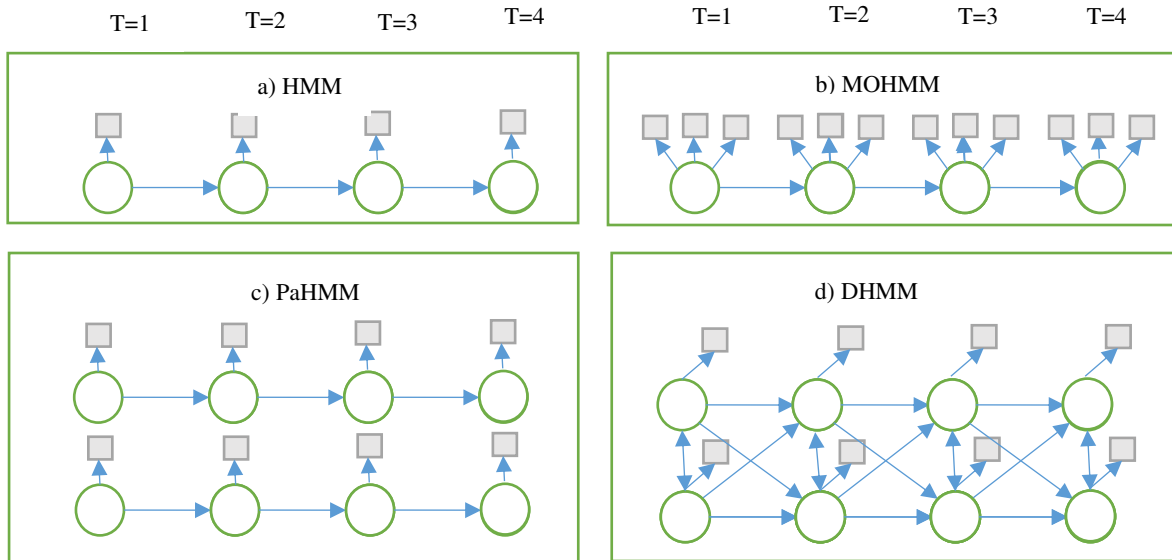 T=1 T=2 T=3 T=4 T=1 T=2 T=3 T=4
a) HMM
b) MOHMM
c) PaHMM
d) DHMM